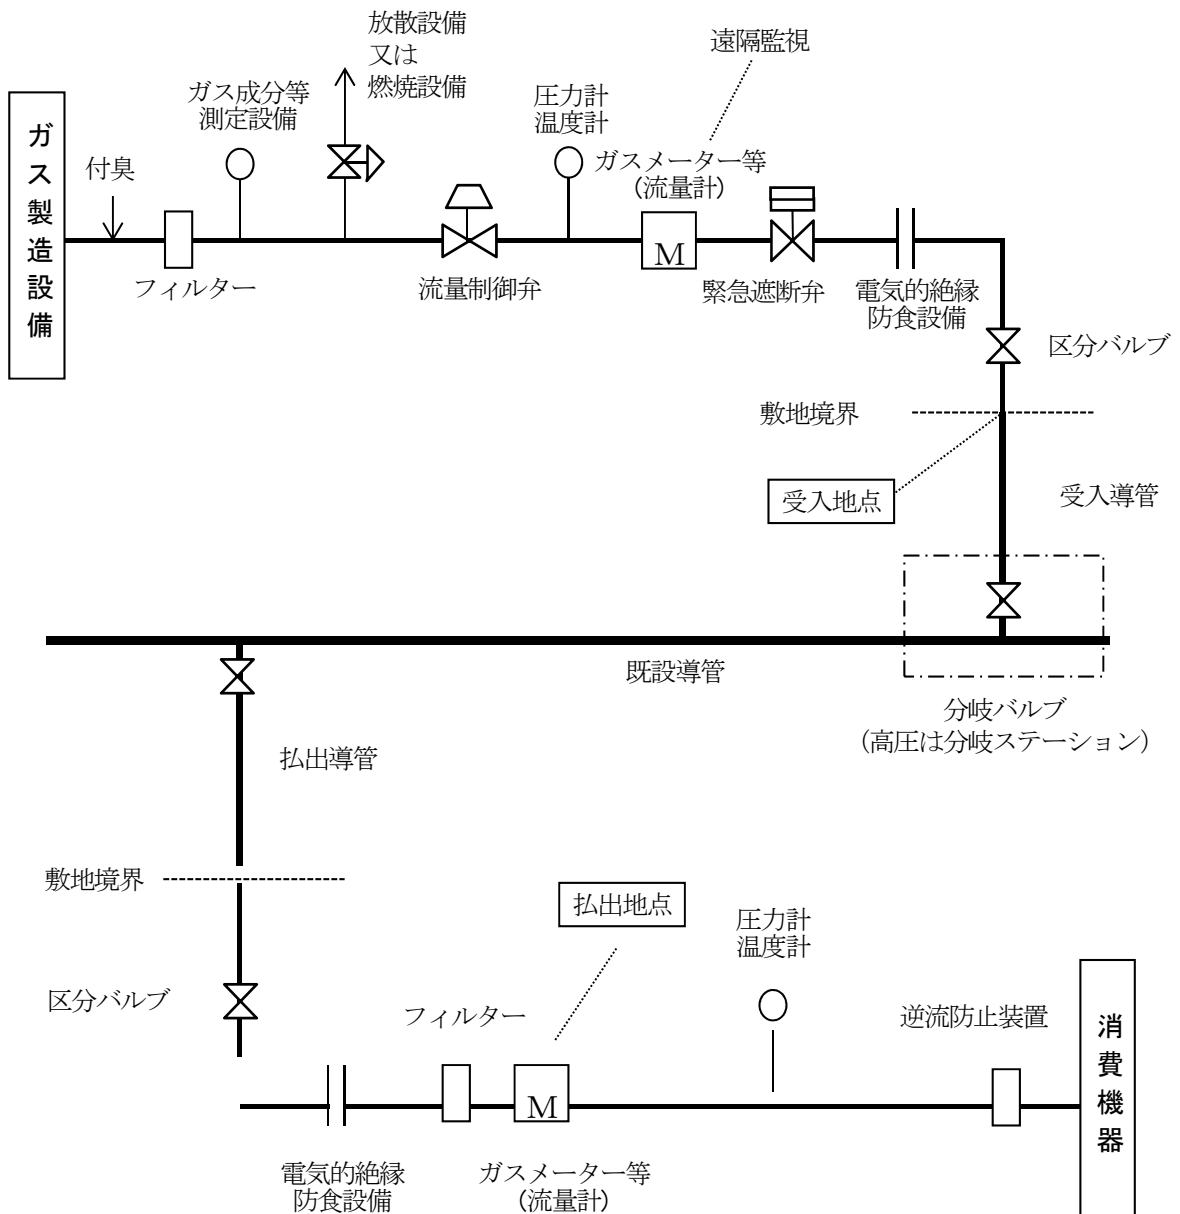 放散設備
又は
燃焼設備
遠隔監視
ガス成分等
測定設備
圧力計
温度計
ガス製造設備
付臭
ガスメーター等
(流量計)
M
フィルター
流量制御弁
緊急遮断弁
電気的絶縁
防食設備
区分バルブ
敷地境界
受入地点
受入導管
既設導管
分岐バルブ
(高圧は分岐ステーション)
払出導管
敷地境界
払出地点
圧力計
温度計
区分バルブ
フィルター
逆流防止装置
消費機器
M
電気的絶縁
防食設備
ガスメーター等
(流量計)